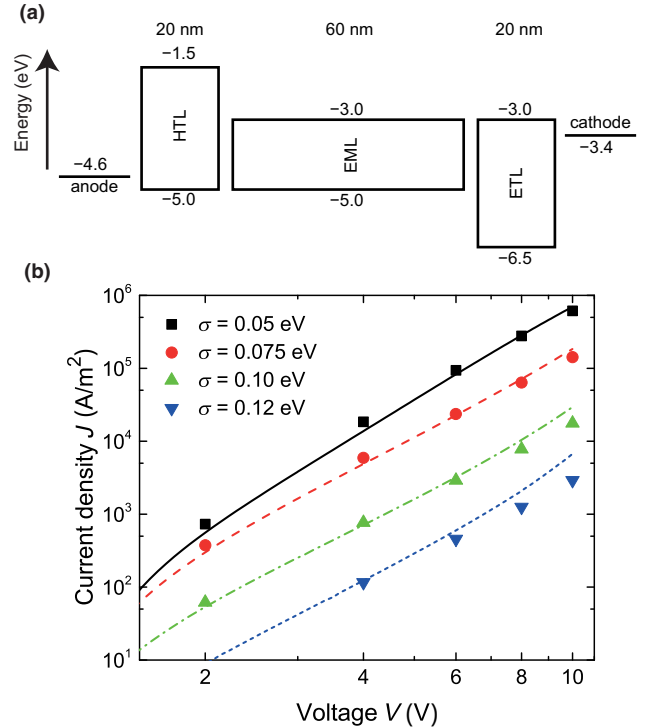 (a)
20 nm 60 nm 20 nm
Energy (eV)
−1.5
HTL
−5.0
−3.0
EML
−5.0
−3.0
ETL
−6.5
−4.6
anode
cathode
−3.4
(b)
Current density J (A/m²)
10⁶
10⁵
10⁴
10³
10²
10¹
σ = 0.05 eV
σ = 0.075 eV
σ = 0.10 eV
σ = 0.12 eV
2 4 6 8 10
Voltage V (V)